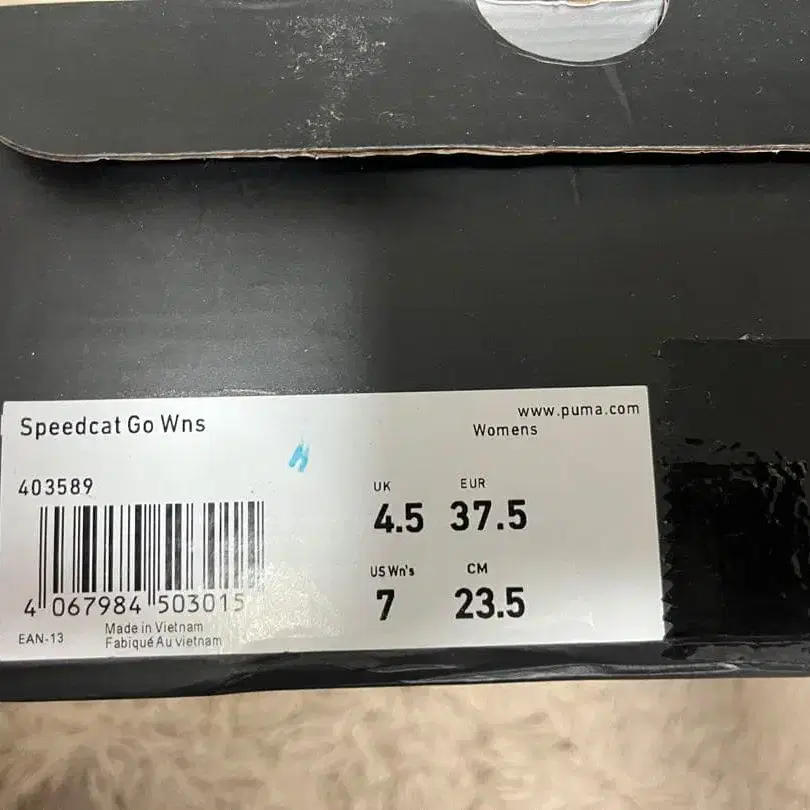 Speedcat Go Wns
www.puma.com
Womens
403589
4 067984 503015
EAN-13
Made in Vietnam
Fabiqué Au vietnam
UK
4.5
EUR
37.5
US Wn's
7
CM
23.5